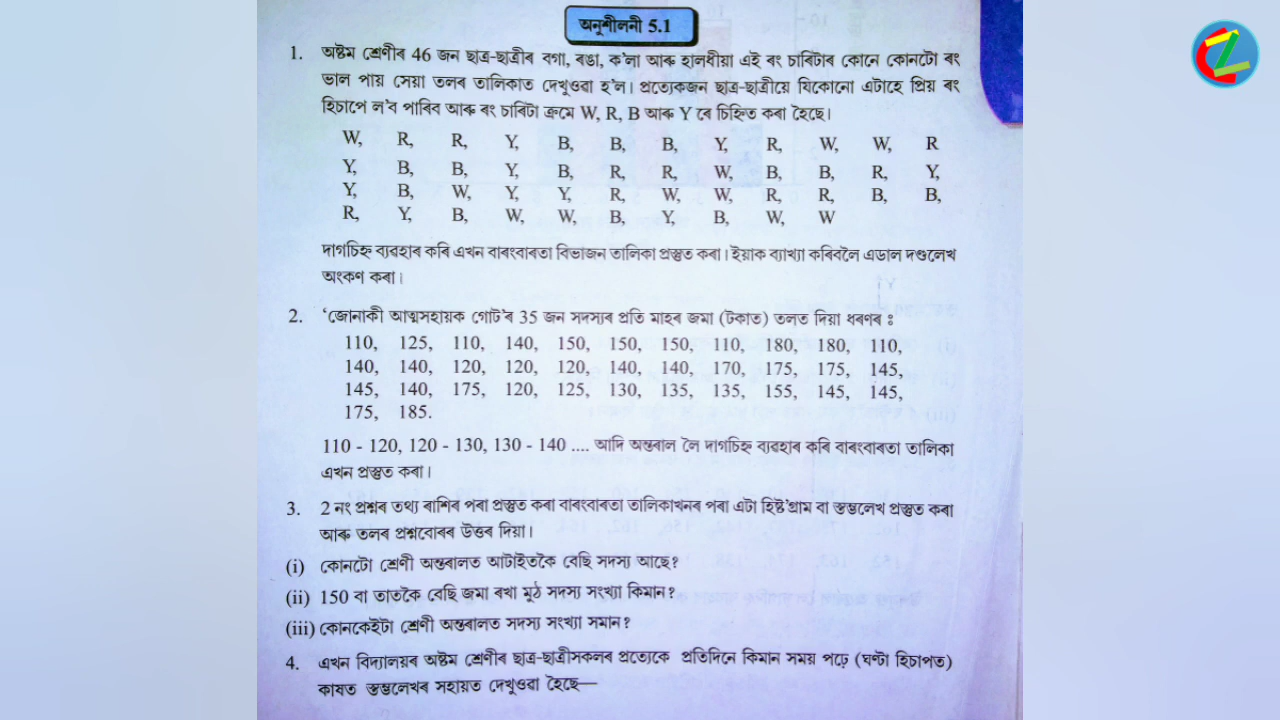 অনুশীলনী 5.1
1. অষ্টম শ্ৰেণীৰ 46 জন ছাত্ৰ-ছাত্ৰীৰ বগা, ৰঙা, ক'লা আৰু হালধীয়া এই ৰং চাৰিটাৰ কোনে কোনটো ৰং
ভাল পায় সেয়া তলৰ তালিকাত দেখুওৱা হ'ল। প্ৰত্যেকজন ছাত্ৰ-ছাত্ৰীয়ে যিকোনো এটাহে প্ৰিয় ৰং
হিচাপে ল'ব পাৰিব আৰু ৰং চাৰিটা ক্ৰমে W, R, B আৰু Y ৰে চিহ্নিত কৰা হৈছে।
W, R, R, Y, B, B, B, Y, R, W, W, R
Y, B, B, Y, B, R, R, W, B, B, R, Y,
Y, B, W, Y, Y, R, W, W, R, R, B, B,
R, Y, B, W, W, B, Y, B, W, W
দাগচিহ্ন ব্যৱহাৰ কৰি এখন বাৰংবাৰতা বিভাজন তালিকা প্ৰস্তুত কৰা। ইয়াক ব্যাখ্যা কৰিবলৈ এডাল দণ্ডলেখ
অংকণ কৰা।
2. ‘জোনাকী আত্মসহায়ক গোট’ৰ 35 জন সদস্যৰ প্ৰতি মাহৰ জমা (টকাত) তলত দিয়া ধৰণৰ ঃ
110, 125, 110, 140, 150, 150, 150, 110, 180, 180, 110,
140, 140, 120, 120, 120, 140, 140, 170, 175, 175, 145,
145, 140, 175, 120, 125, 130, 135, 135, 155, 145, 145,
175, 185.
110 - 120, 120 - 130, 130 - 140 .... আদি অন্তৰাল লৈ দাগচিহ্ন ব্যৱহাৰ কৰি বাৰংবাৰতা তালিকা
এখন প্ৰস্তুত কৰা।
3. 2 নং প্ৰশ্নৰ তথ্য ৰাশিৰ পৰা প্ৰস্তুত কৰা বাৰংবাৰতা তালিকাখনৰ পৰা এটা হিষ্ট'গ্ৰাম বা স্তম্ভলেখ প্ৰস্তুত কৰা
আৰু তলৰ প্ৰশ্নবোৰৰ উত্তৰ দিয়া।
(i) কোনটো শ্ৰেণী অন্তৰালত আটাইতকৈ বেছি সদস্য আছে?
(ii) 150 বা তাতকৈ বেছি জমা ৰখা মুঠ সদস্য সংখ্যা কিমান?
(iii) কোনকেইটা শ্ৰেণী অন্তৰালত সদস্য সংখ্যা সমান?
4. এখন বিদ্যালয়ৰ অষ্টম শ্ৰেণীৰ ছাত্ৰ-ছাত্ৰীসকলৰ প্ৰত্যেকে প্ৰতিদিনে কিমান সময় পঢ়ে (ঘণ্টা হিচাপত)
কাষত স্তম্ভলেখৰ সহায়ত দেখুওৱা হৈছে—